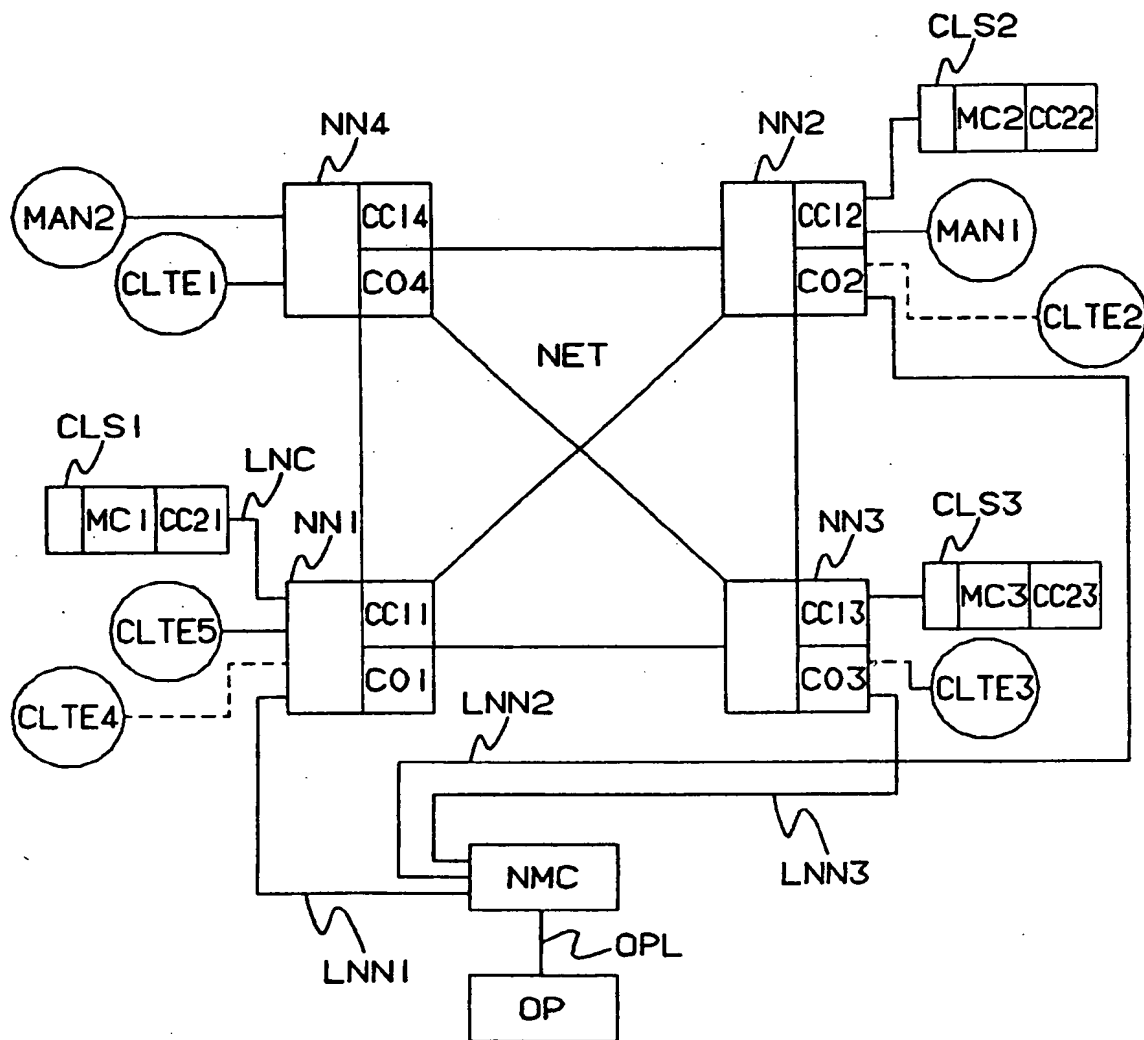 CLS2
MC2 CC22
NN4
NN2
MAN2
CC14
CC12
MAN1
CLTE1
CO4
CO2
CLTE2
NET
CLS1
LNC
MC1 CC21
NN1
NN3
CLS3
MC3 CC23
CC11
CC13
CLTE5
CO1
CO3
CLTE3
CLTE4
LNN2
NMC
LNN3
LNN1
OPL
OP